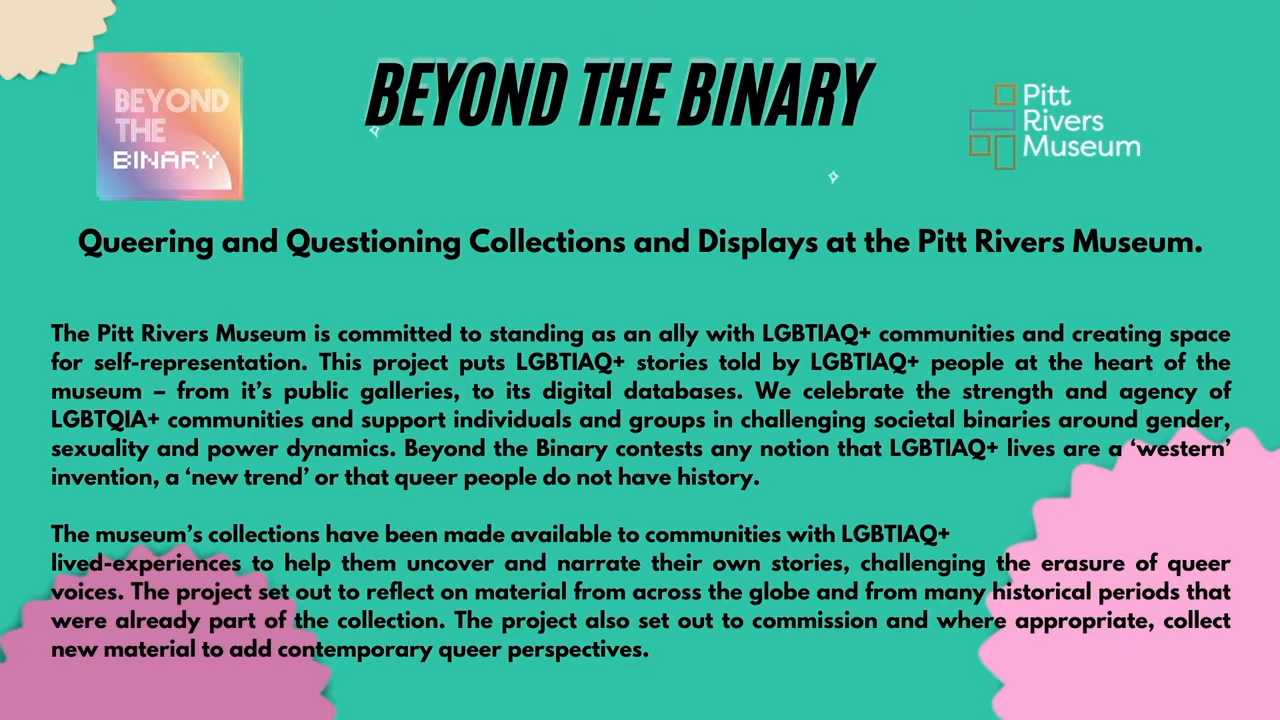 BEYOND
THE
BINARY
BEYOND THE BINARY
Pitt
Rivers
Museum
Queering and Questioning Collections and Displays at the Pitt Rivers Museum.
The Pitt Rivers Museum is committed to standing as an ally with LGBTIAQ+ communities and creating space
for self-representation. This project puts LGBTIAQ+ stories told by LGBTIAQ+ people at the heart of the
museum – from it’s public galleries, to its digital databases. We celebrate the strength and agency of
LGBTQIA+ communities and support individuals and groups in challenging societal binaries around gender,
sexuality and power dynamics. Beyond the Binary contests any notion that LGBTIAQ+ lives are a ‘western’
invention, a ‘new trend’ or that queer people do not have history.
The museum’s collections have been made available to communities with LGBTIAQ+
lived-experiences to help them uncover and narrate their own stories, challenging the erasure of queer
voices. The project set out to reflect on material from across the globe and from many historical periods that
were already part of the collection. The project also set out to commission and where appropriate, collect
new material to add contemporary queer perspectives.